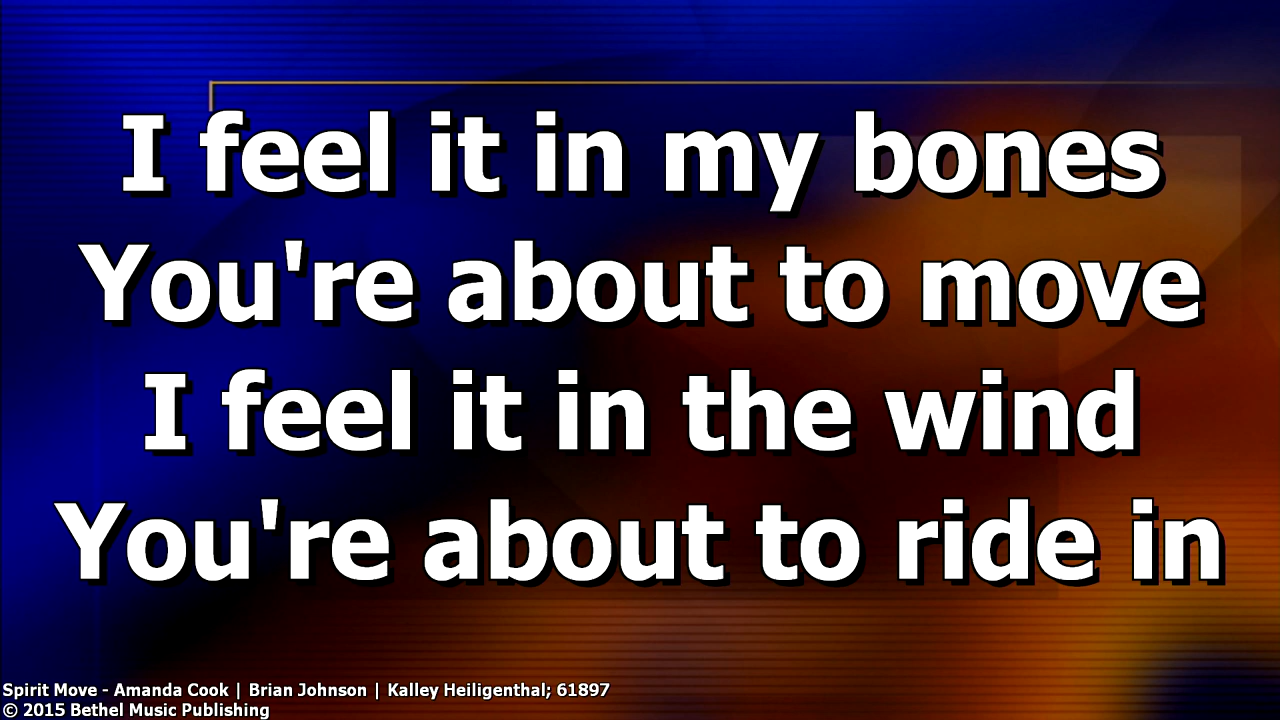 I feel it in my bones
You're about to move
I feel it in the wind
You're about to ride in
Spirit Move - Amanda Cook | Brian Johnson | Kalley Heiligenthal; 61897
© 2015 Bethel Music Publishing